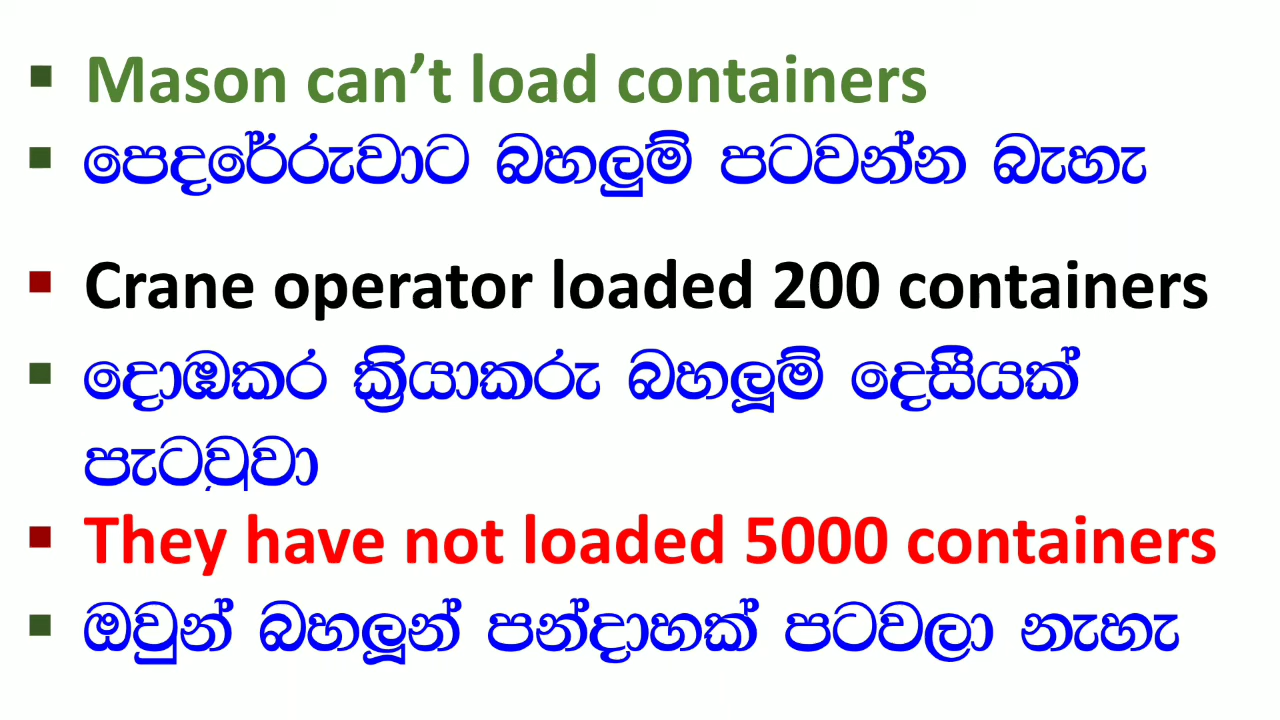 Mason can’t load containers
පෙදරේරුවාට බහලුම් පටවන්න බැහැ
Crane operator loaded 200 containers
දොඹකර ක්‍රියාකරු බහලූම් දෙසීයක්
පැටවූවා
They have not loaded 5000 containers
ඔවුන් බහලූන් පන්දාහක් පටවලා නැහැ